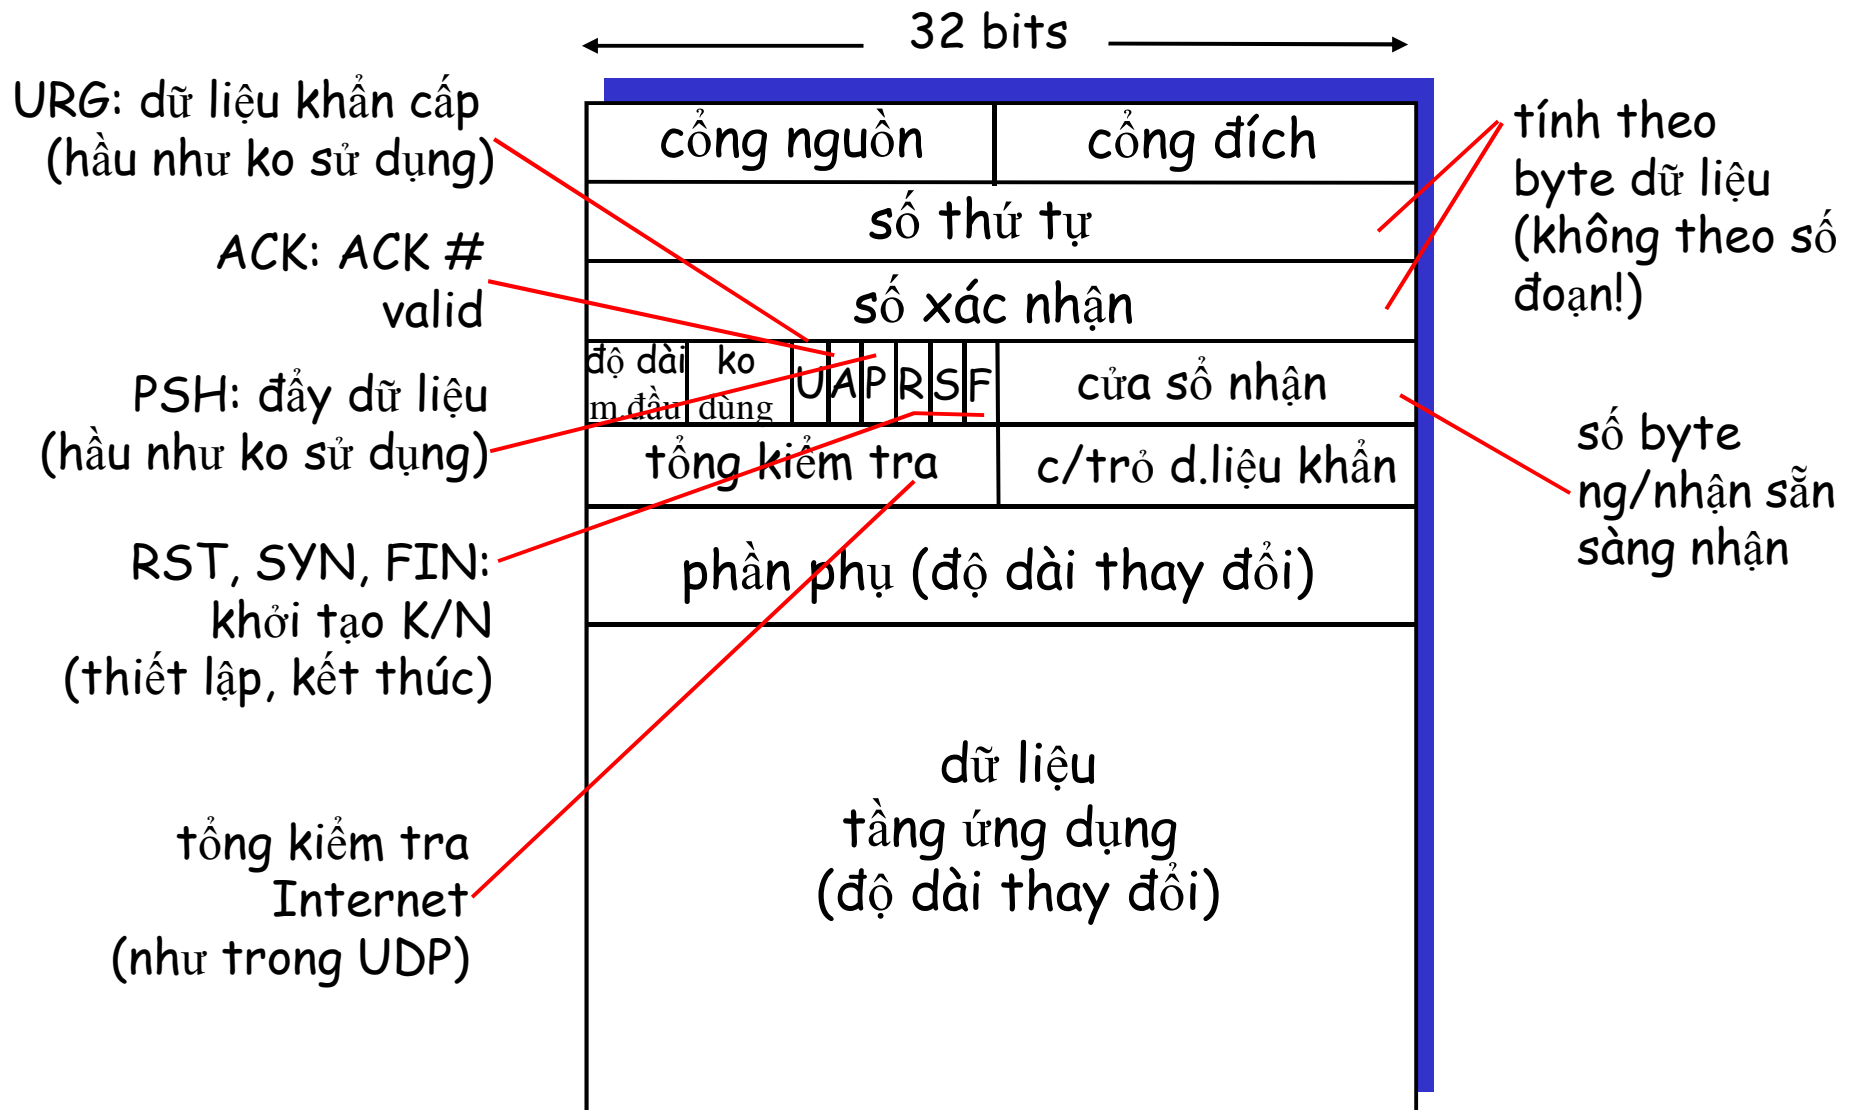 32 bits
URG: dữ liệu khẩn cấp
(hầu như ko sử dụng)
ACK: ACK #
valid
PSH: đẩy dữ liệu
(hầu như ko sử dụng)
RST, SYN, FIN:
khởi tạo K/N
(thiết lập, kết thúc)
tổng kiểm tra
Internet
(như trong UDP)
cổng nguồn
cổng đích
số thứ tự
số xác nhận
độ dài
m.đầu
ko
dùng
U
A
P
R
S
F
cửa sổ nhận
tổng kiểm tra
c/trỏ d.liệu khẩn
phần phụ (độ dài thay đổi)
dữ liệu
tầng ứng dụng
(độ dài thay đổi)
tính theo
byte dữ liệu
(không theo số
đoạn!)
số byte
ng/nhận sẵn
sàng nhận